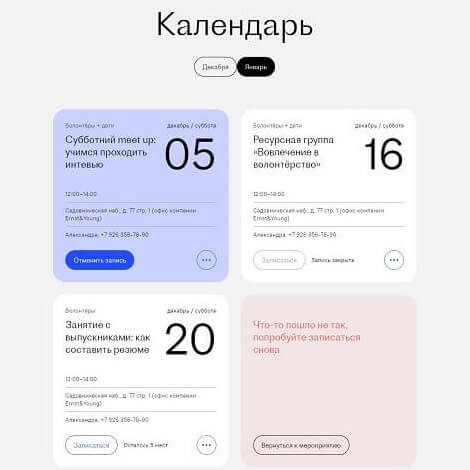 Календарь
Декабря
Январь
Волонтёры + дети
декабрь / суббота
Субботний meet up:
учимся проходить
интевью
05
12:00–14:00
Садовническая наб., д. 77 стр. 1 (офис компании
Ernst&Young)
Александра, +7 926 356-78-90
Отменить запись
Волонтёры + дети
декабрь / суббота
Ресурсная группа
«Вовлечение в
волонтёрство»
16
12:00–14:00
Садовническая наб., д. 77 стр. 1 (офис компании
Ernst&Young)
Александра, +7 926 356-78-90
Записаться
Запись закрыта
Волонтёры
декабрь / суббота
Занятие с
выпускниками: как
составить резюме
20
12:00–14:00
Садовническая наб., д. 77 стр. 1 (офис компании
Ernst&Young)
Александра, +7 926 356-78-90
Записаться
Осталось 5 мест
Что-то пошло не так,
попробуйте записаться
снова
Вернуться к мероприятию